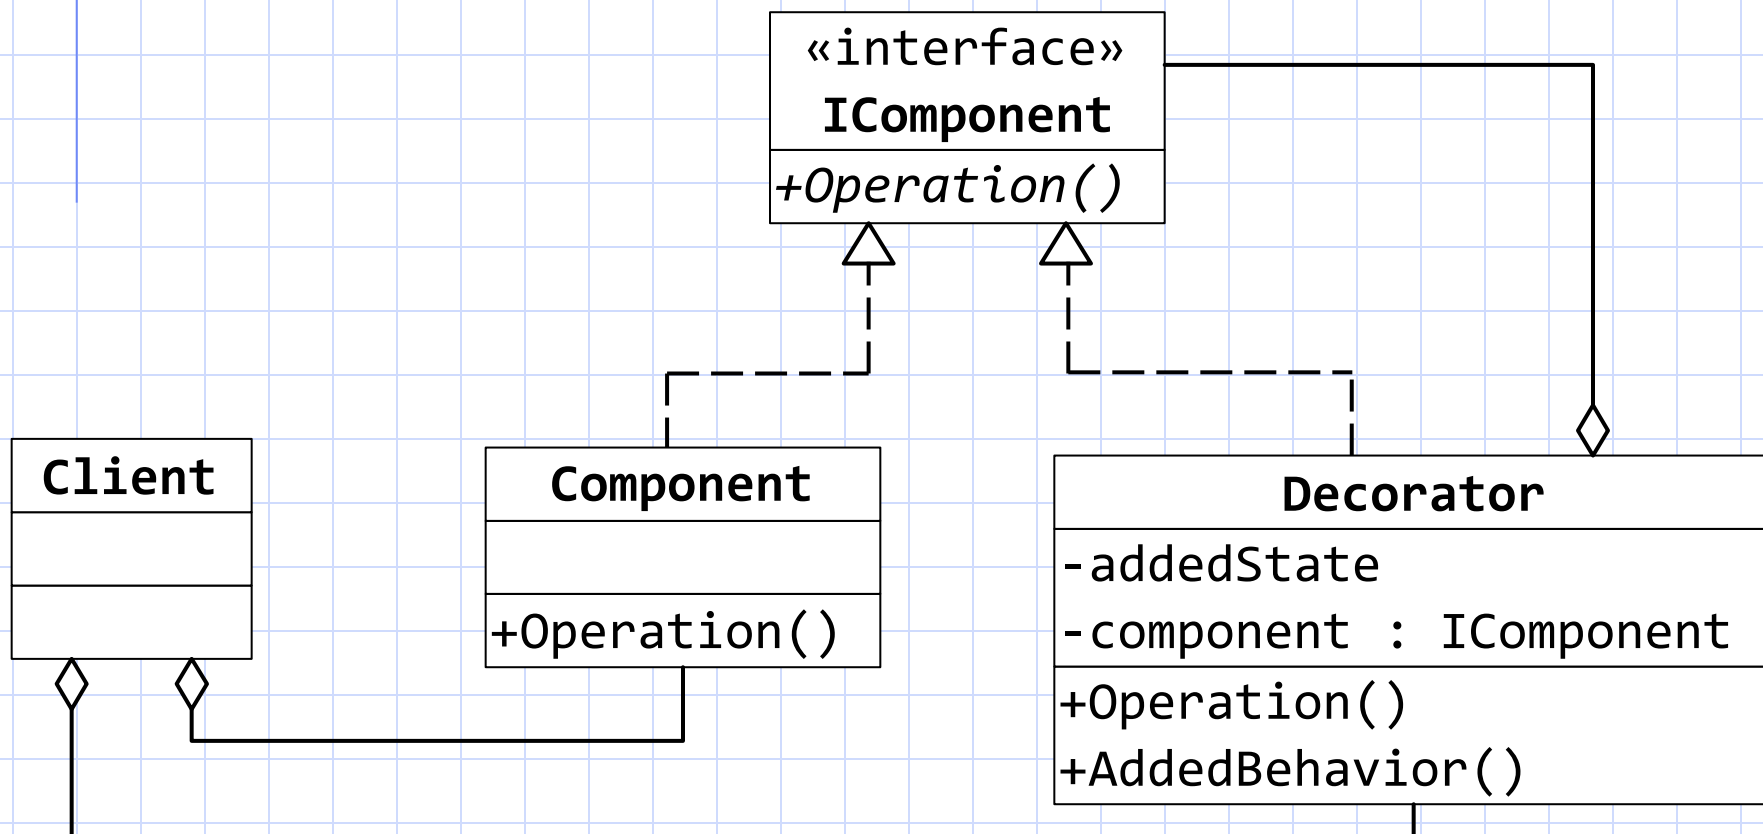 «interface»
IComponent
+Operation()
Client
Component
+Operation()
Decorator
-addedState
-component : IComponent
+Operation()
+AddedBehavior()